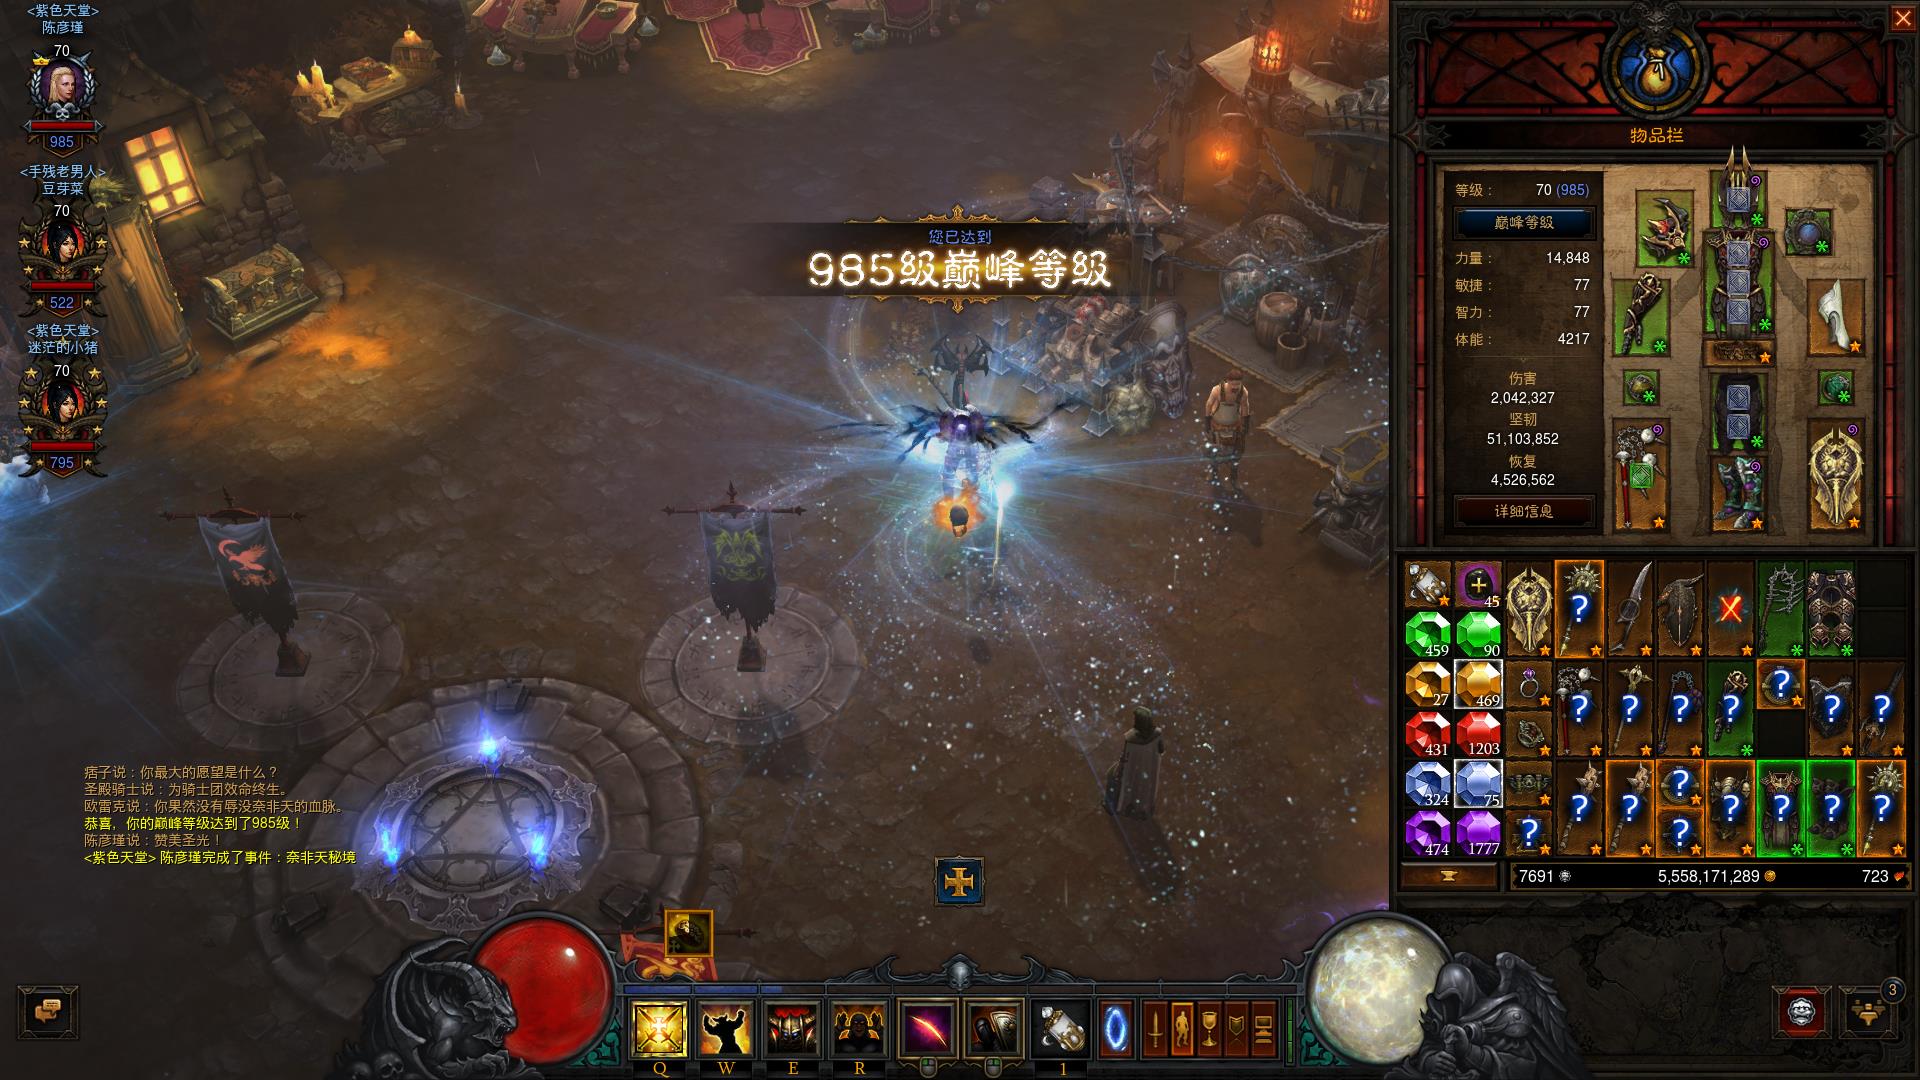 <紫色天堂>
陈彦瑾
70
985
<手残老男人>
豆芽菜
70
522
<紫色天堂>
迷茫的小猪
70
795
您已达到
985级巅峰等级
痞子说：你最大的愿望是什么？
圣殿骑士说：为骑士团效命终生。
欧雷克说：你果然没有辱没奈非天的血脉。
恭喜，你的巅峰等级达到了985级！
陈彦瑾说：赞美圣光！
<紫色天堂> 陈彦瑾完成了事件：奈非天秘境
Q W E R 1
物品栏
等级： 70 (985)
巅峰等级
力量： 14,848
敏捷： 77
智力： 77
体能： 4217
伤害
2,042,327
坚韧
51,103,852
恢复
4,526,562
详细信息
45
?
459 90
27 469
? ? ? ? ? ? ?
431 1203
324 75
? ? ? ? ? ? ?
474 1777
? ?
7691 5,558,171,289 723
3